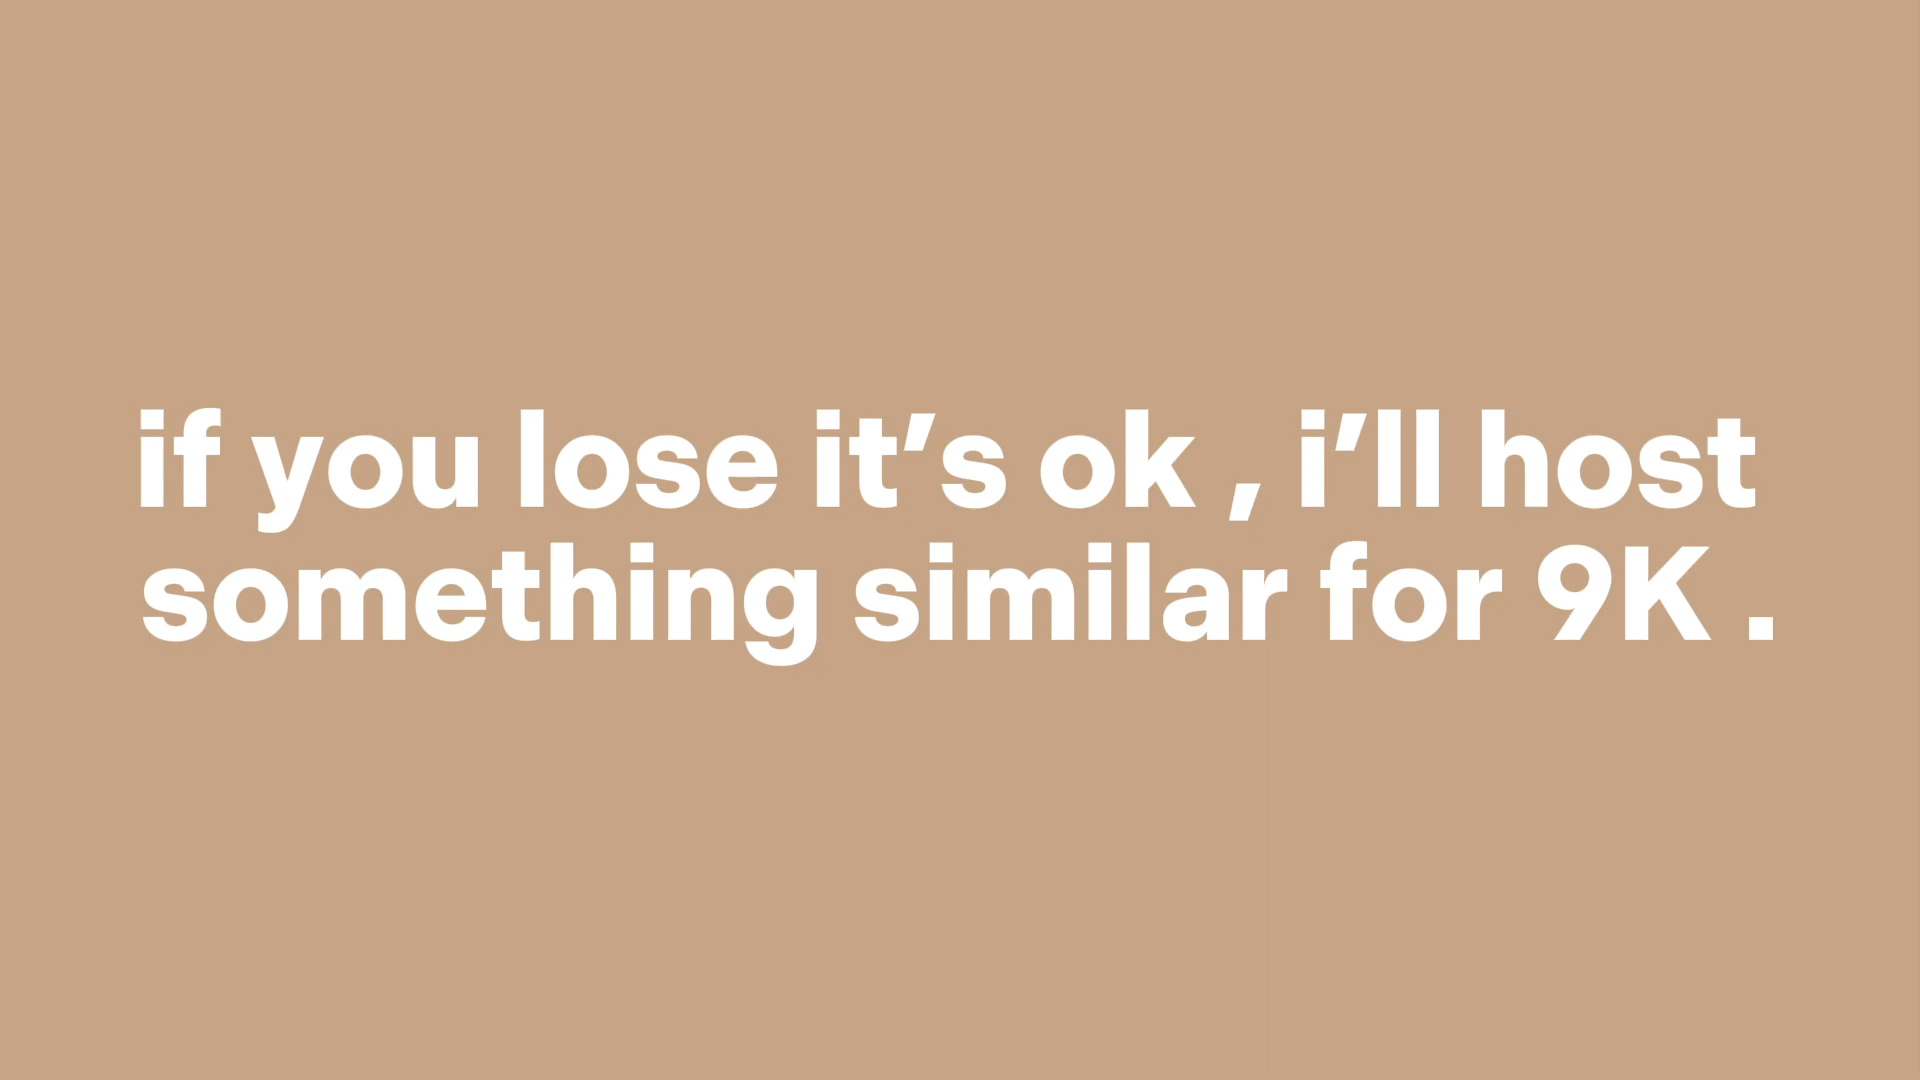 if you lose it’s ok , i’ll host
something similar for 9K .